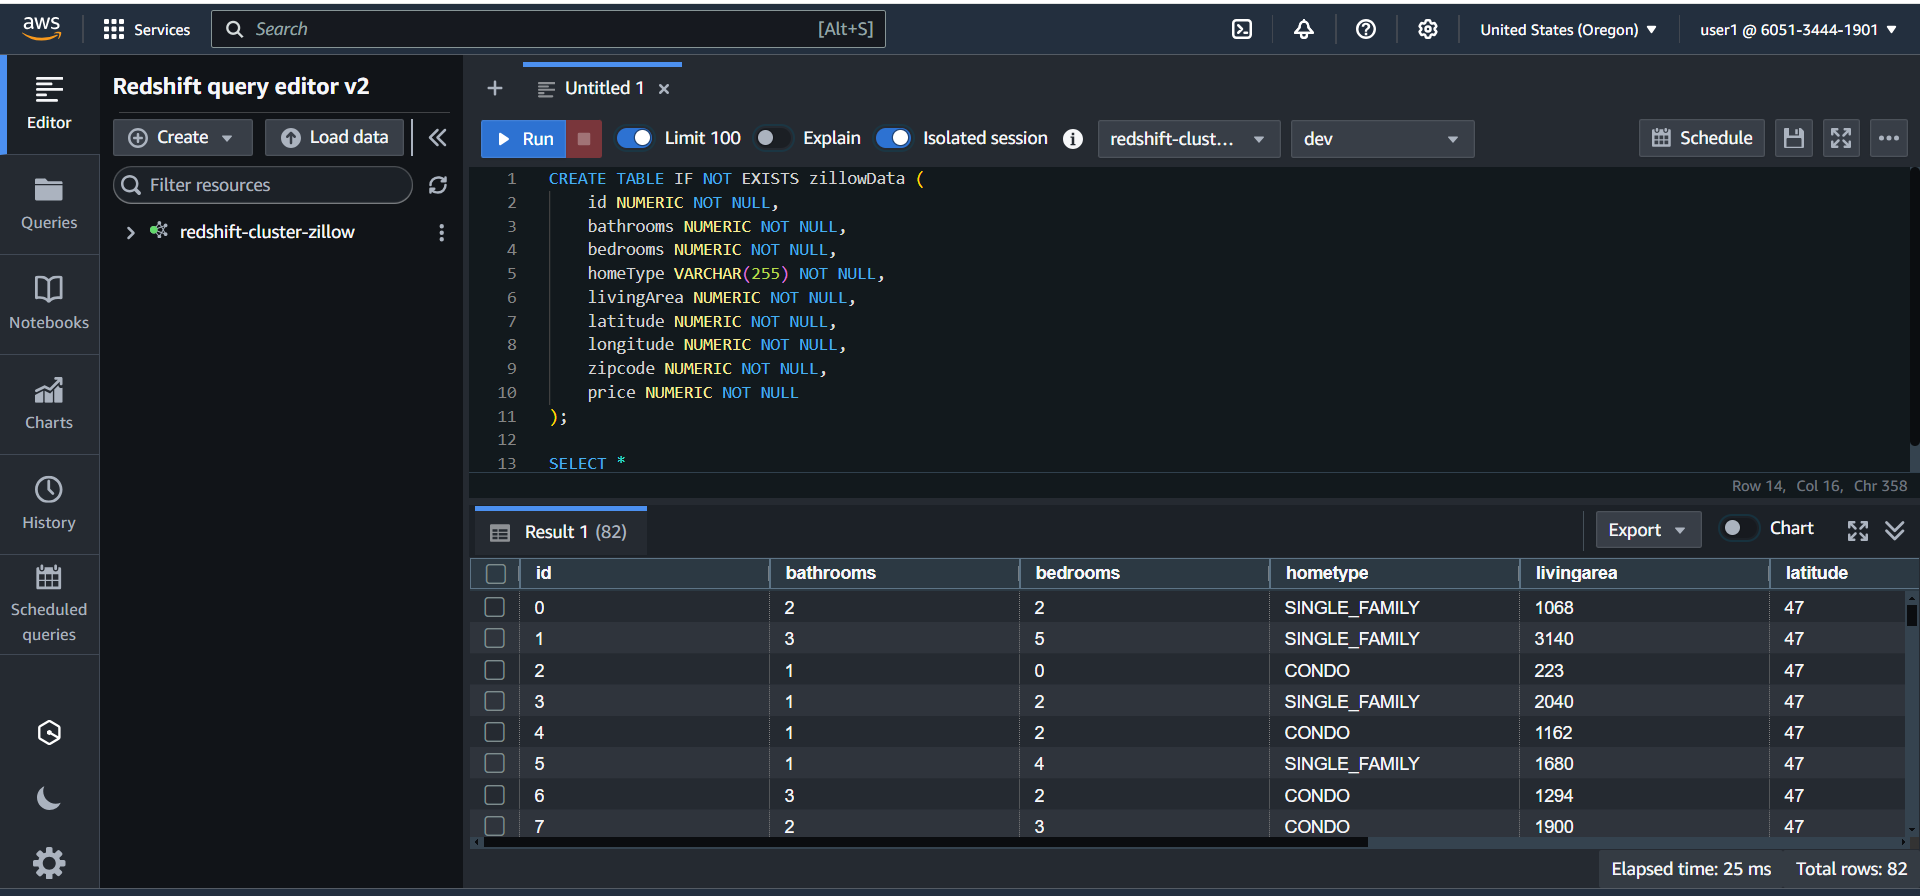 aws
Services
Search
[Alt+S]
United States (Oregon)
user1 @ 6051-3444-1901
Editor
Queries
Notebooks
Charts
History
Scheduled
queries
Redshift query editor v2
Create
Load data
Filter resources
redshift-cluster-zillow
Untitled 1
Run
Limit 100
Explain
Isolated session
redshift-clust...
dev
Schedule
1 CREATE TABLE IF NOT EXISTS zillowData (
2 id NUMERIC NOT NULL,
3 bathrooms NUMERIC NOT NULL,
4 bedrooms NUMERIC NOT NULL,
5 homeType VARCHAR(255) NOT NULL,
6 livingArea NUMERIC NOT NULL,
7 latitude NUMERIC NOT NULL,
8 longitude NUMERIC NOT NULL,
9 zipcode NUMERIC NOT NULL,
10 price NUMERIC NOT NULL
11 );
12
13 SELECT *
Row 14, Col 16, Chr 358
Result 1 (82)
Export
Chart
id bathrooms bedrooms hometype livingarea latitude
0 2 2 SINGLE_FAMILY 1068 47
1 3 5 SINGLE_FAMILY 3140 47
2 1 0 CONDO 223 47
3 1 2 SINGLE_FAMILY 2040 47
4 1 2 CONDO 1162 47
5 1 4 SINGLE_FAMILY 1680 47
6 3 2 CONDO 1294 47
7 2 3 CONDO 1900 47
Elapsed time: 25 ms Total rows: 82